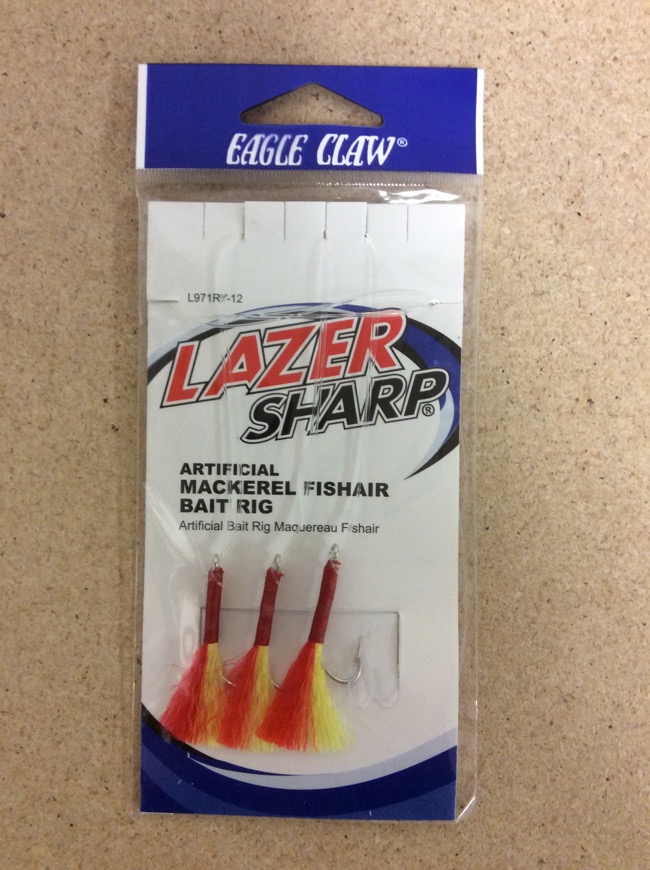 EAGLE CLAW®
L971RY-12
LAZER
SHARP®
ARTIFICIAL
MACKEREL FISHAIR
BAIT RIG
Artificial Bait Rig Maquereau Fishair